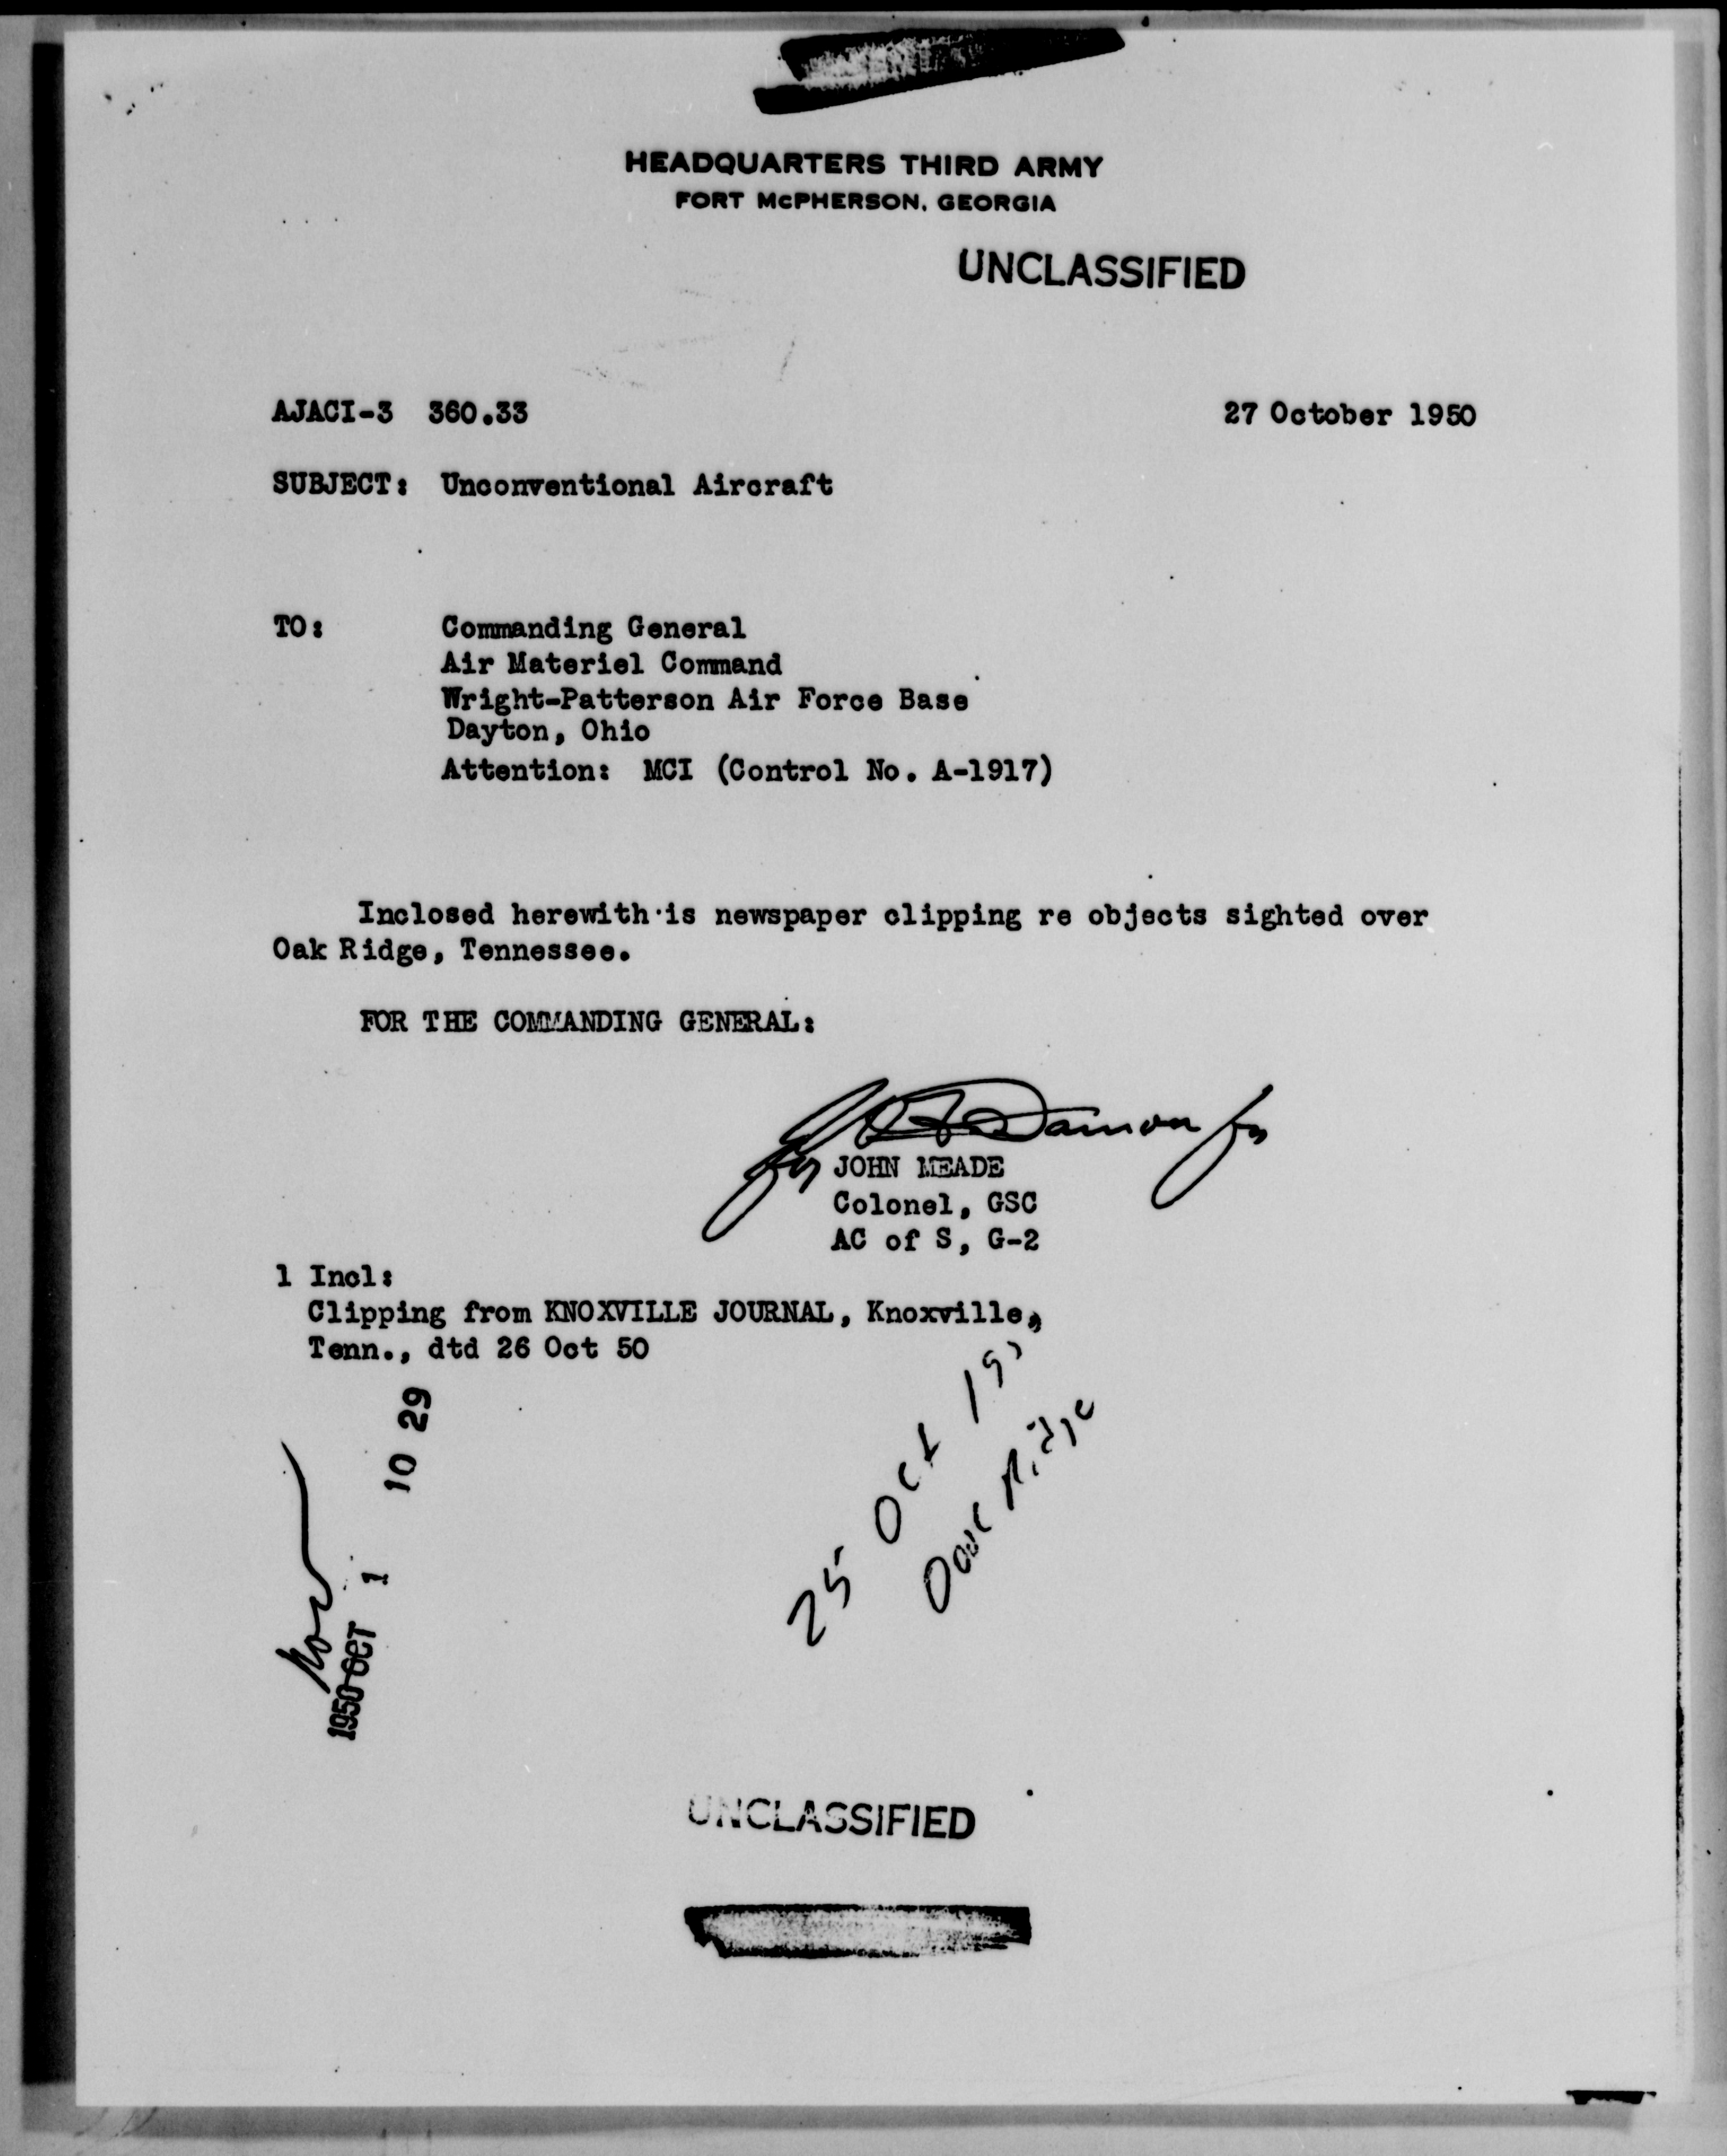 HEADQUARTERS THIRD ARMY
FORT McPHERSON, GEORGIA
UNCLASSIFIED
AJACI-3 360.33 27 October 1950
SUBJECT: Unconventional Aircraft
TO: Commanding General
Air Materiel Command
Wright-Patterson Air Force Base
Dayton, Ohio
Attention: MCI (Control No. A-1917)
Inclosed herewith is newspaper clipping re objects sighted over
Oak Ridge, Tennessee.
FOR THE COMMANDING GENERAL:
for
JOHN MEADE
Colonel, GSC
AC of S, G-2
1 Incl:
Clipping from KNOXVILLE JOURNAL, Knoxville,
Tenn., dtd 26 Oct 50
10 29
Nov
1950 OCT 1
25 Oct
Oak Ridge
UNCLASSIFIED